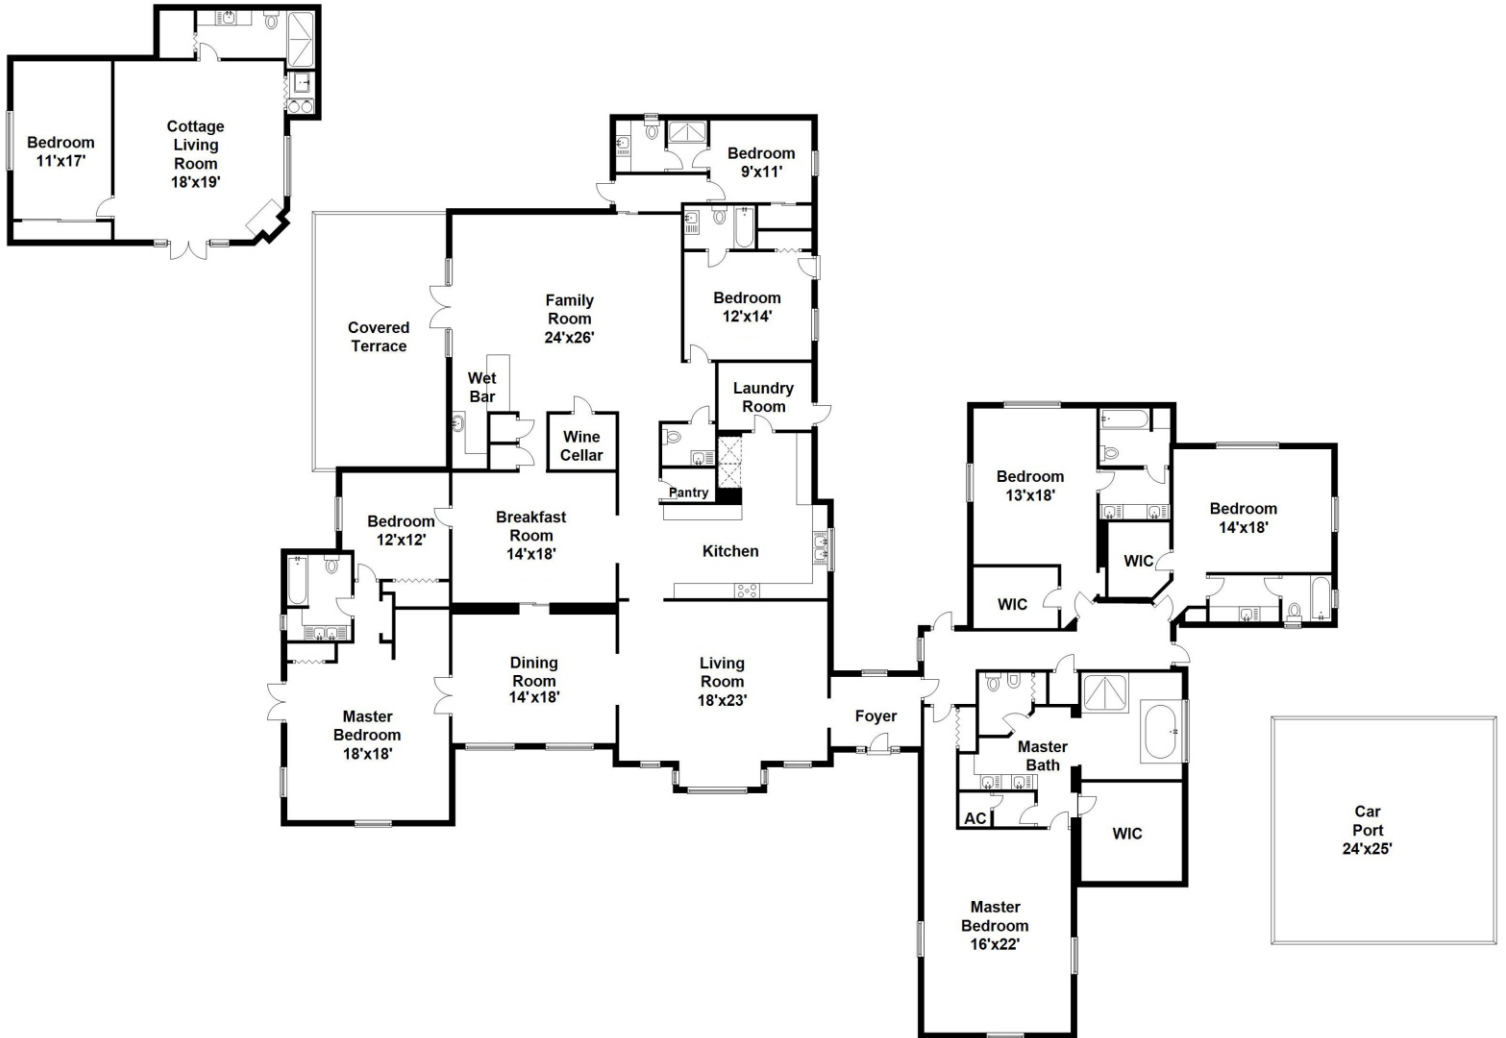 Bedroom
11'x17'
Cottage
Living
Room
18'x19'
Bedroom
9'x11'
Covered
Terrace
Family
Room
24'x26'
Bedroom
12'x14'
Wet
Bar
Laundry
Room
Wine
Cellar
Pantry
Bedroom
12'x12'
Breakfast
Room
14'x18'
Kitchen
Bedroom
13'x18'
Bedroom
14'x18'
WIC
WIC
Dining
Room
14'x18'
Living
Room
18'x23'
Master
Bedroom
18'x18'
Foyer
Master
Bath
AC
WIC
Car
Port
24'x25'
Master
Bedroom
16'x22'